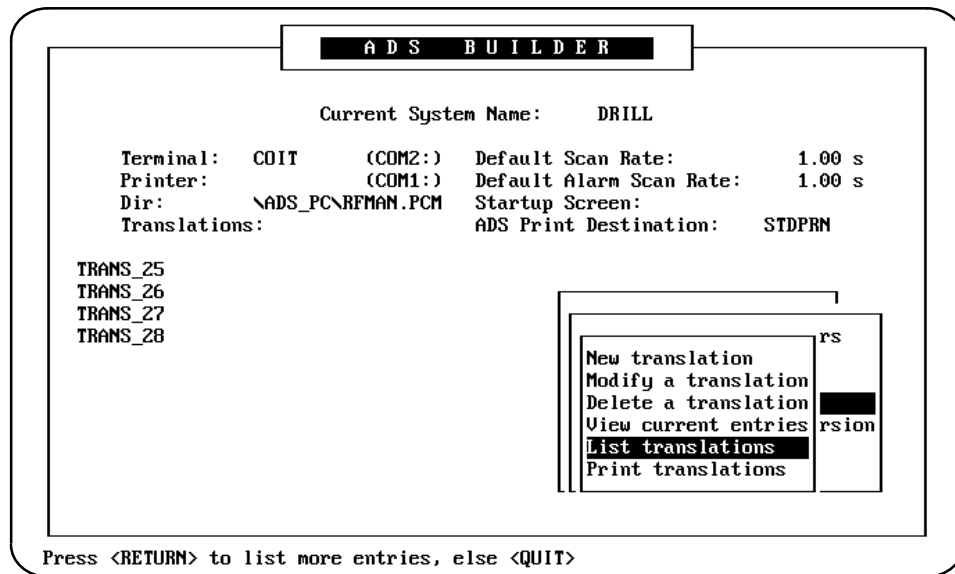 ADS BUILDER
Current System Name: DRILL
Terminal: COIT (COM2:) Default Scan Rate: 1.00 s
Printer: (COM1:) Default Alarm Scan Rate: 1.00 s
Dir: \ADS_PC\RFMAN.PCM Startup Screen:
Translations: ADS Print Destination: STDPRN
TRANS_25
TRANS_26
TRANS_27
TRANS_28
rs
New translation
Modify a translation
Delete a translation
View current entries rsion
List translations
Print translations
Press <RETURN> to list more entries, else <QUIT>